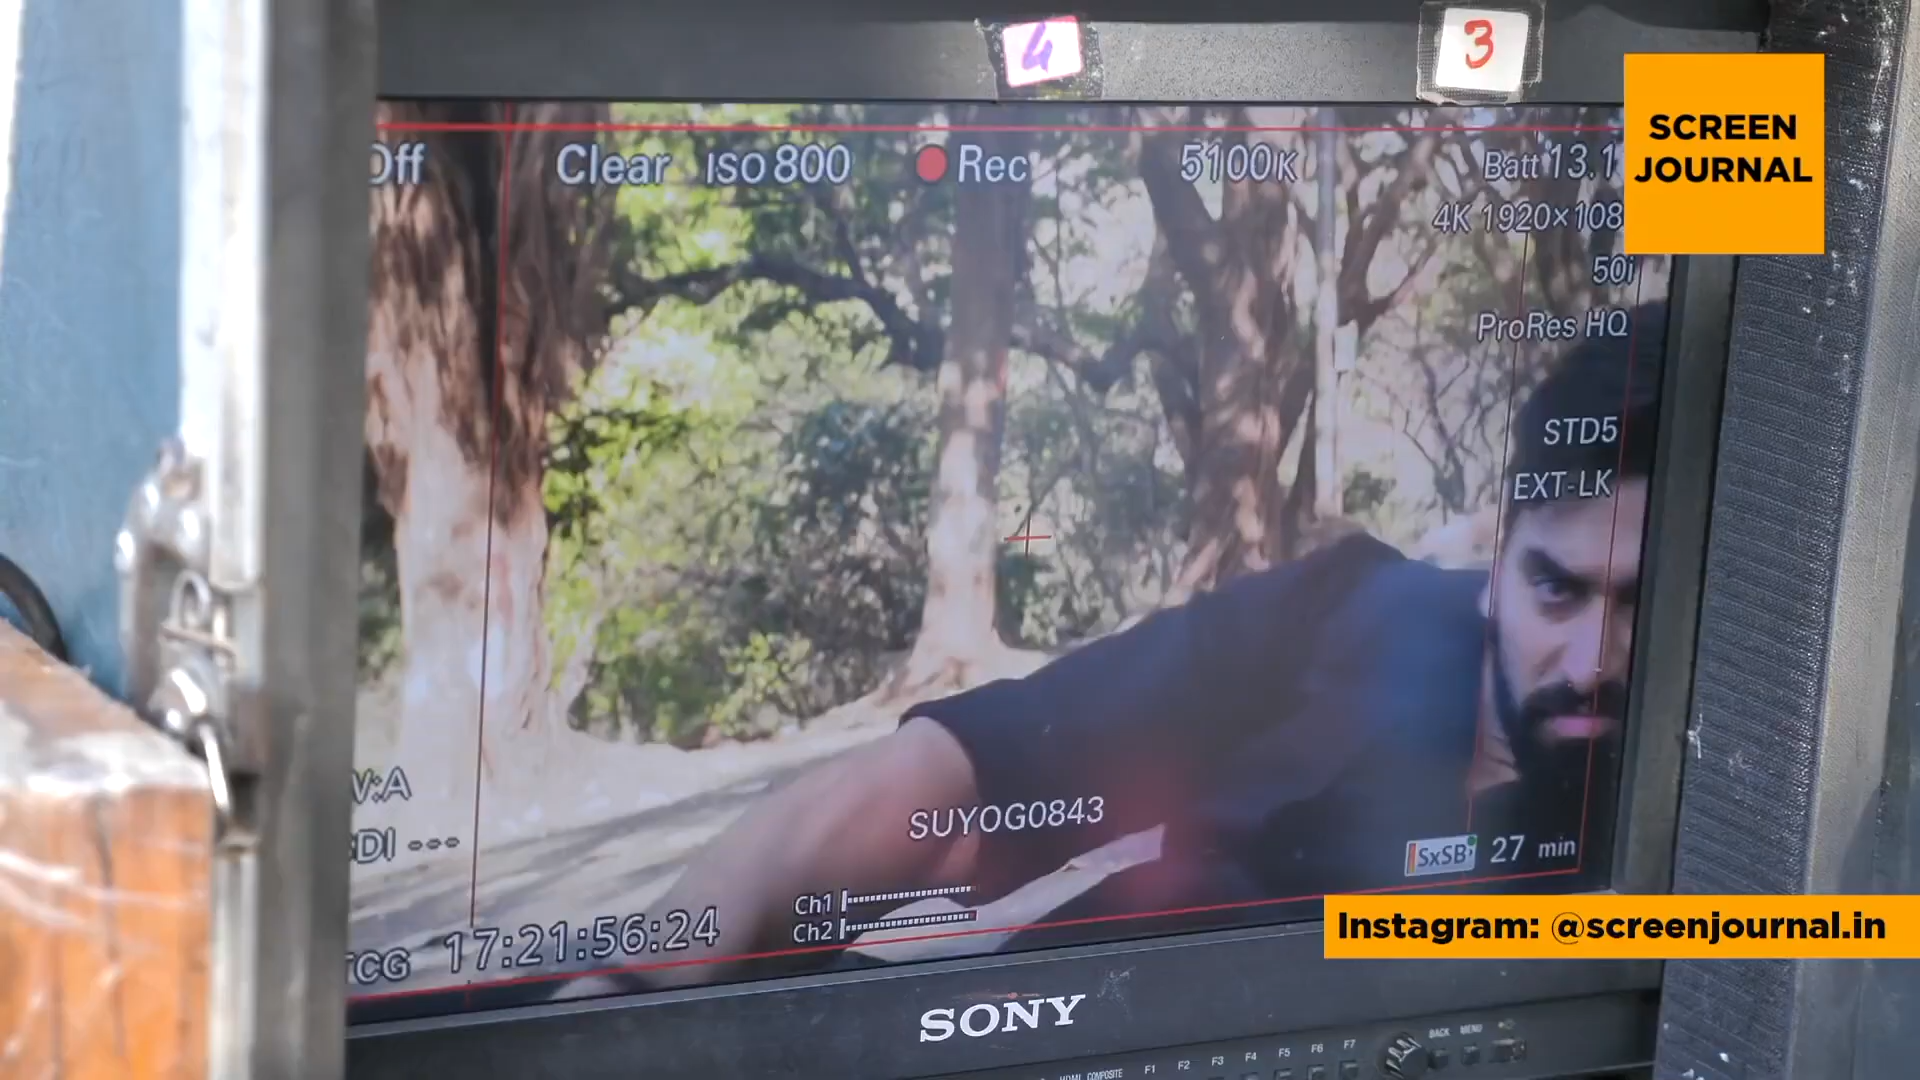 4
3
SCREEN
JOURNAL
Off Clear ISO 800 Rec 5100K Batt 13.1
4K 1920×108
50i
ProRes HQ
STD5
EXT-LK
SUYOG0843
SxSB 27 min
Ch1
Ch2
TCG 17:21:56:24
Instagram: @screenjournal.in
SONY
COMPOSITE F1 F2 F3 F4 F5 F6 F7 BACK MENU